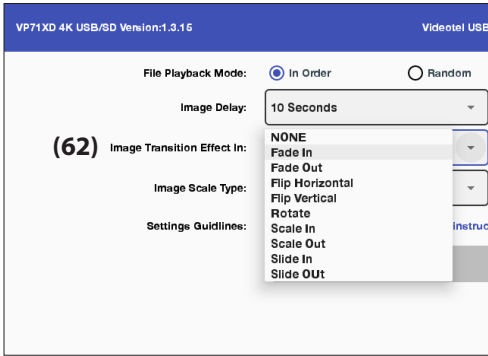 VP71XD 4K USB/SD Version:1.3.15 Videotel USB
File Playback Mode: In Order Random
Image Delay: 10 Seconds
(62) Image Transition Effect In:
NONE
Fade In
Fade Out
Flip Horizontal
Flip Vertical
Rotate
Scale In
Scale Out
Slide In
Slide OUt
Image Scale Type:
Settings Guidlines: instruc